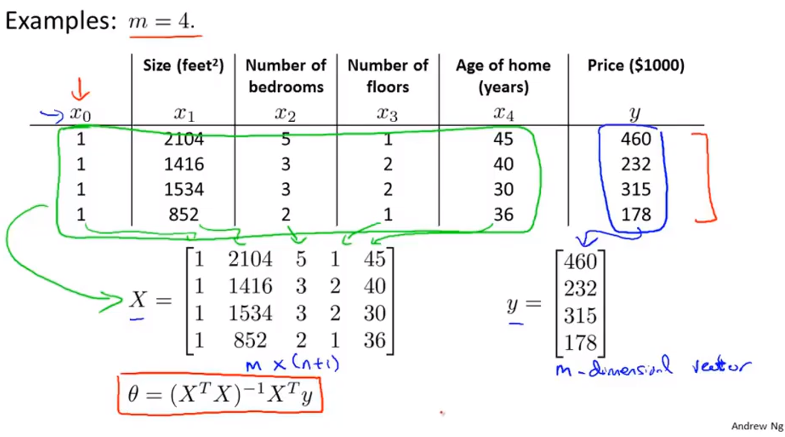 Examples: m = 4.
Size (feet²) Number of bedrooms Number of floors Age of home (years) Price ($1000)
x₀ x₁ x₂ x₃ x₄ y
1 2104 5 1 45 460
1 1416 3 2 40 232
1 1534 3 2 30 315
1 852 2 1 36 178
X = [1 2104 5 1 45
1 1416 3 2 40
1 1534 3 2 30
1 852 2 1 36]
m × (n+1)
y = [460
232
315
178]
m-dimensional vector
θ = (XᵀX)⁻¹Xᵀy
Andrew Ng